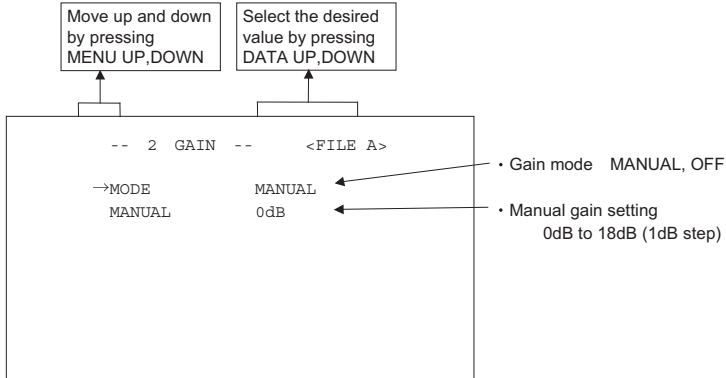 Move up and down
by pressing
MENU UP,DOWN
Select the desired
value by pressing
DATA UP,DOWN
-- 2 GAIN -- <FILE A>
→MODE MANUAL
MANUAL 0dB
・Gain mode MANUAL, OFF
・Manual gain setting
0dB to 18dB (1dB step)